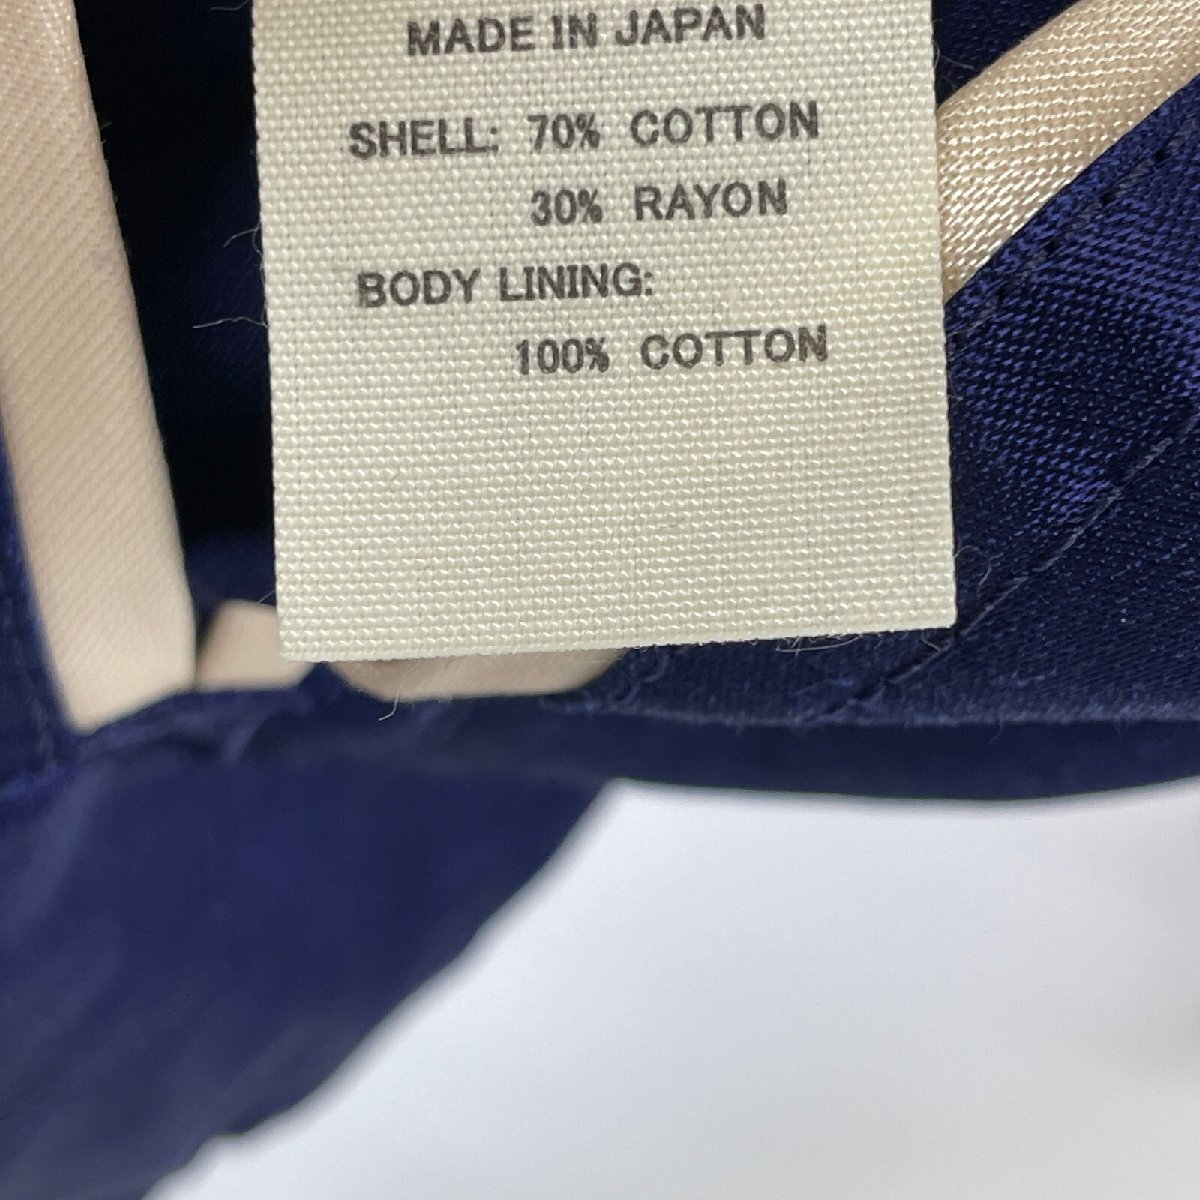 MADE IN JAPAN
SHELL: 70% COTTON
30% RAYON
BODY LINING:
100% COTTON